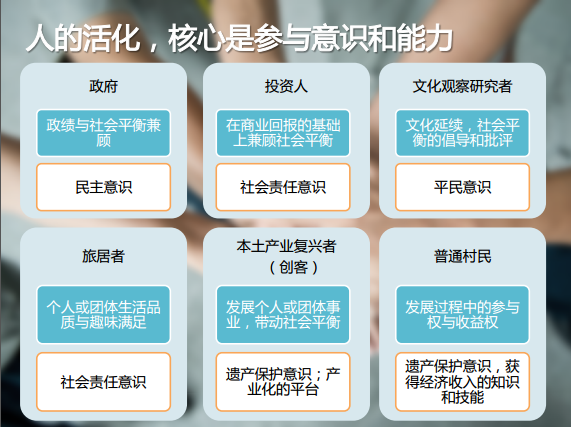 人的活化，核心是参与意识和能力
政府
政绩与社会平衡兼
顾
民主意识
投资人
在商业回报的基础
上兼顾社会平衡
社会责任意识
文化观察研究者
文化延续，社会平
衡的倡导和批评
平民意识
旅居者
个人或团体生活品
质与趣味满足
社会责任意识
本土产业复兴者
（创客）
发展个人或团体事
业，带动社会平衡
遗产保护意识；产
业化的平台
普通村民
发展过程中的参与
权与收益权
遗产保护意识，获
得经济收入的知识
和技能